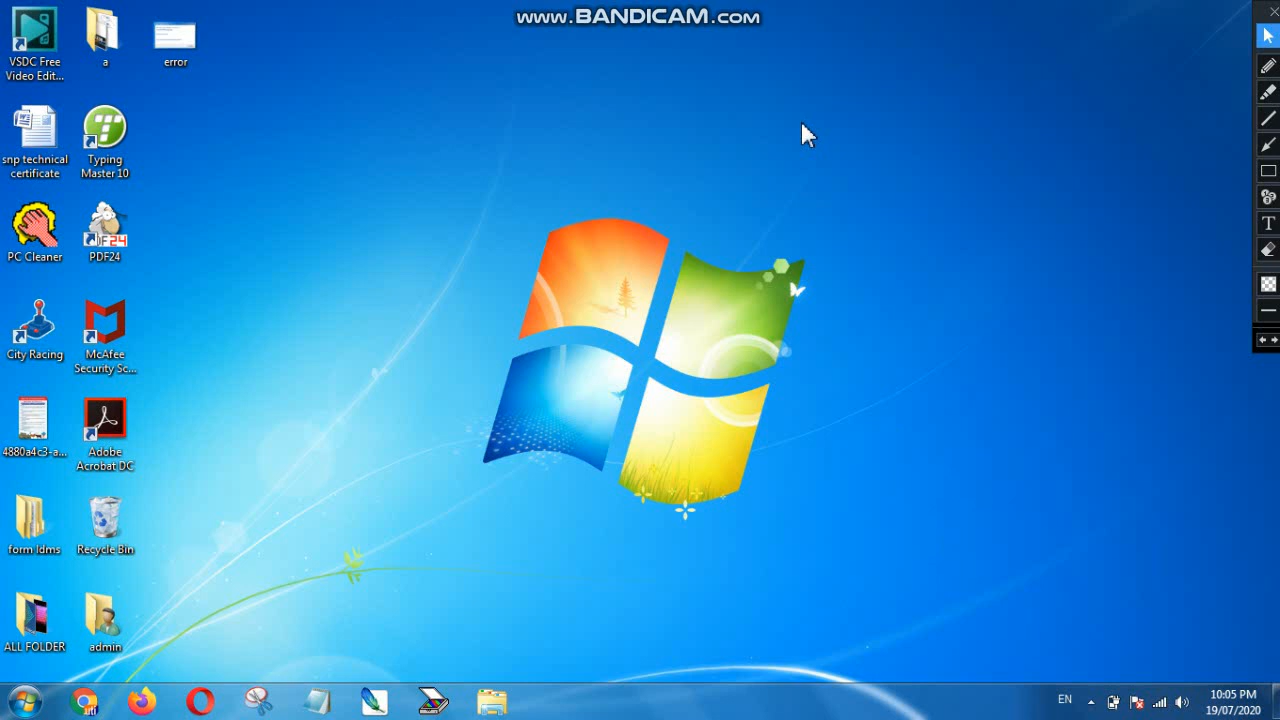 www.BANDICAM.com
VSDC Free
Video Edit...
a
error
snp technical
certificate
Typing
Master 10
PC Cleaner
PDF24
City Racing
McAfee
Security Sc...
4880a4c3-a...
Adobe
Acrobat DC
form ldms
Recycle Bin
ALL FOLDER
admin
T
EN
10:05 PM
19/07/2020